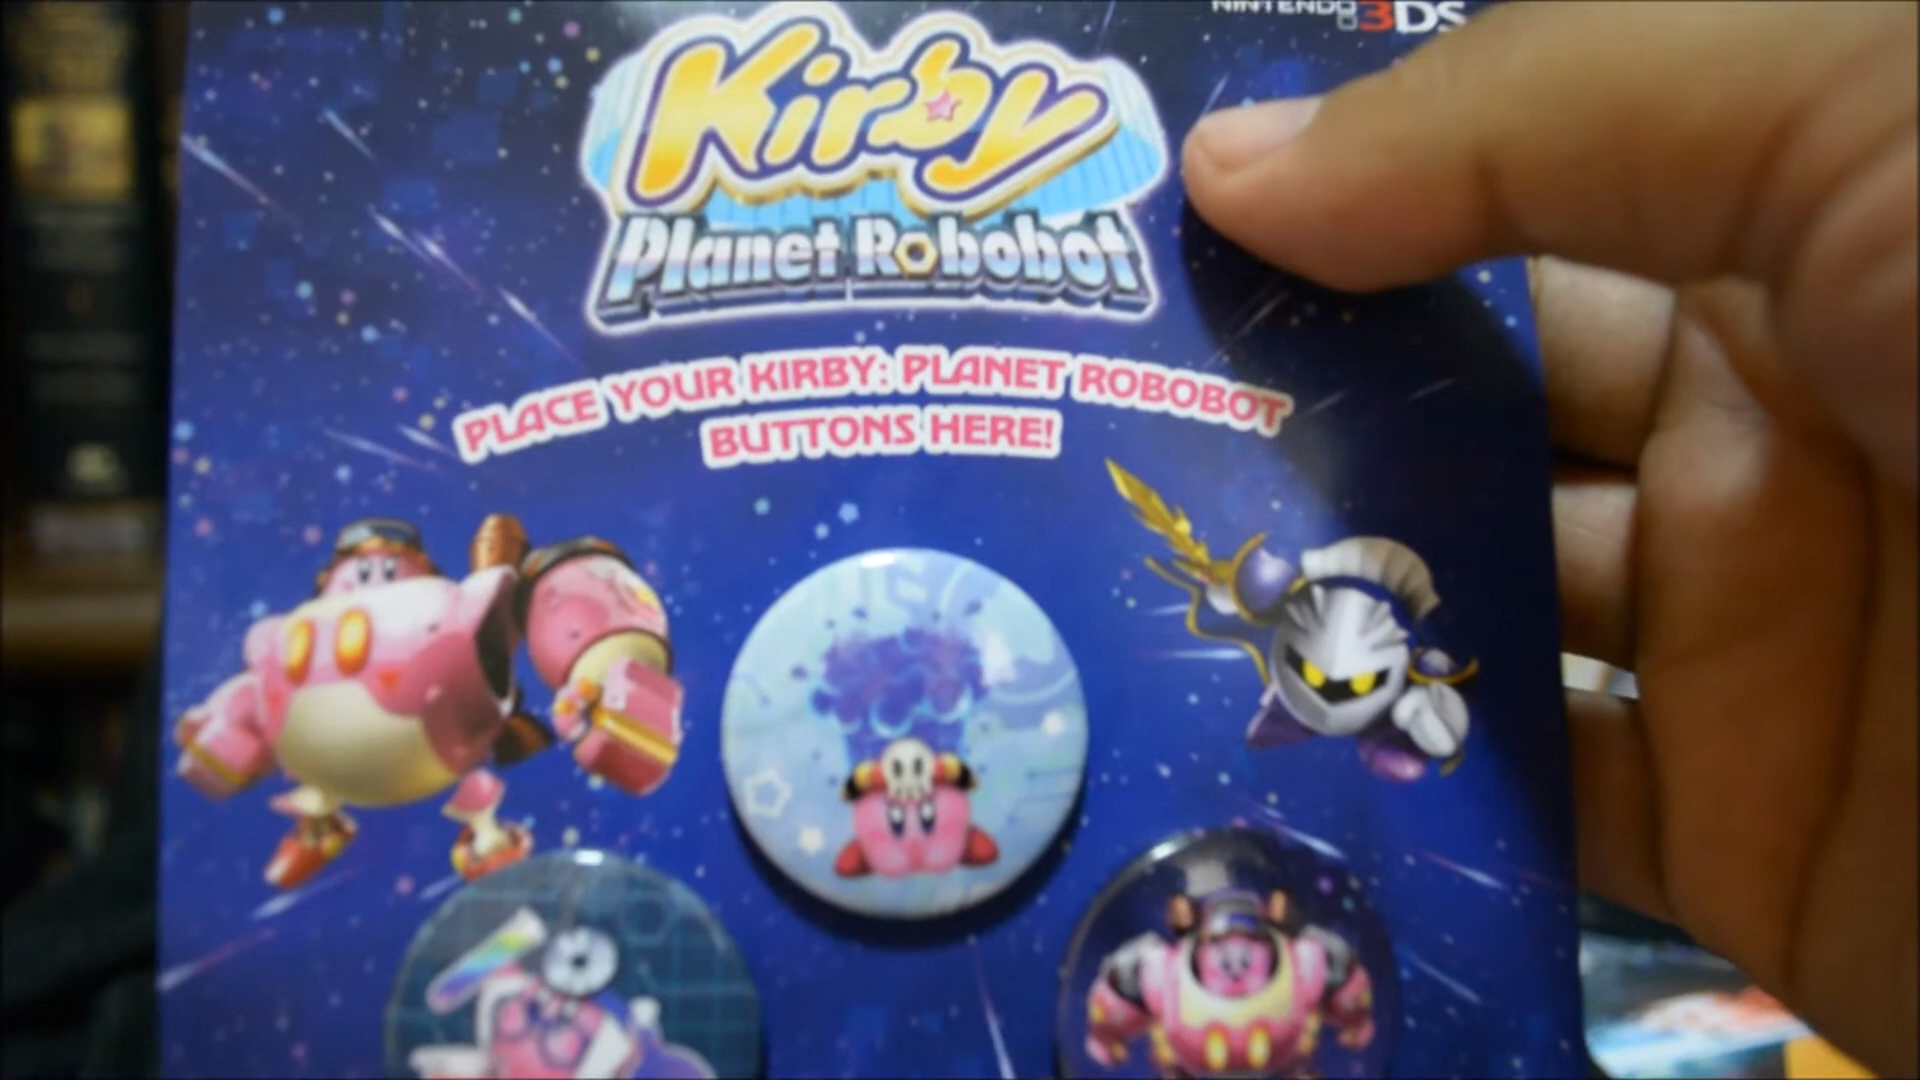 NINTENDO 3DS
Kirby
Planet Robobot
PLACE YOUR KIRBY: PLANET ROBOBOT
BUTTONS HERE!